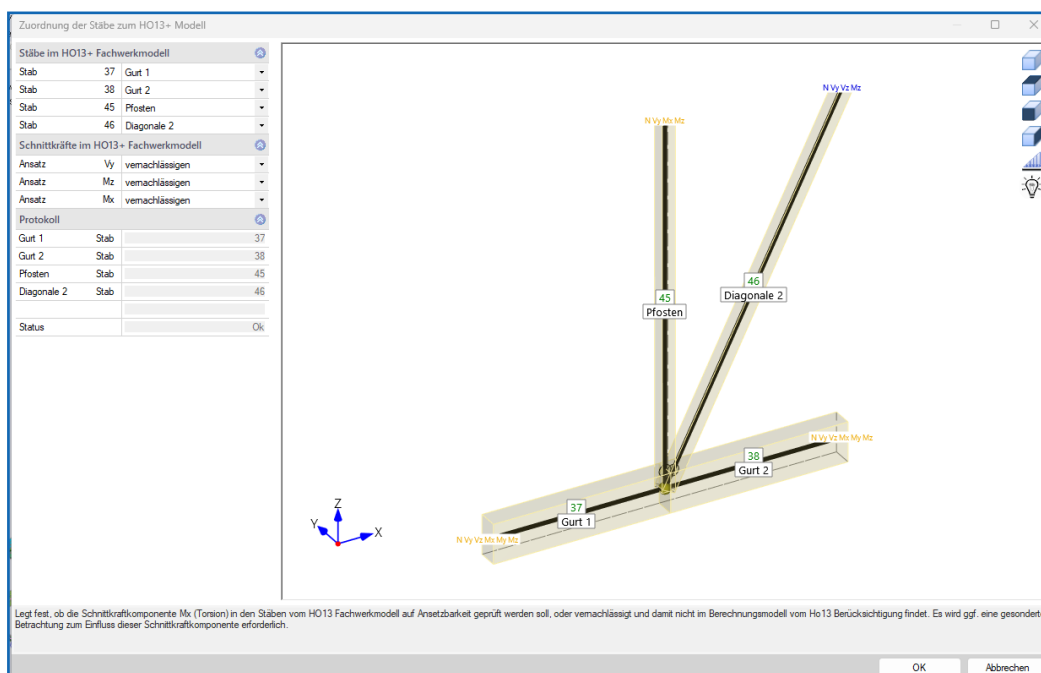 Zuordnung der Stäbe zum HO13+ Modell
Stäbe im HO13+ Fachwerkmodell
Stab 37 Gurt 1
Stab 38 Gurt 2
Stab 45 Pfosten
Stab 46 Diagonale 2
Schnittkräfte im HO13+ Fachwerkmodell
Ansatz Vy vernachlässigen
Ansatz Mz vernachlässigen
Ansatz Mx vernachlässigen
Protokoll
Gurt 1 Stab 37
Gurt 2 Stab 38
Pfosten Stab 45
Diagonale 2 Stab 46
Status Ok
N Vy Vz Mz
N Vy Mx Mz
46
Diagonale 2
45
Pfosten
N Vy Vz Mx My Mz
38
Gurt 2
37
Gurt 1
N Vy Vz Mx My Mz
Z
Y
X
Legt fest, ob die Schnittkraftkomponente Mx (Torsion) in den Stäben vom HO13 Fachwerkmodell auf Ansetzbarkeit geprüft werden soll, oder vernachlässigt und damit nicht im Berechnungsmodell vom Ho13 Berücksichtigung findet. Es wird ggf. eine gesonderte
Betrachtung zum Einfluss dieser Schnittkraftkomponente erforderlich.
OK Abbrechen